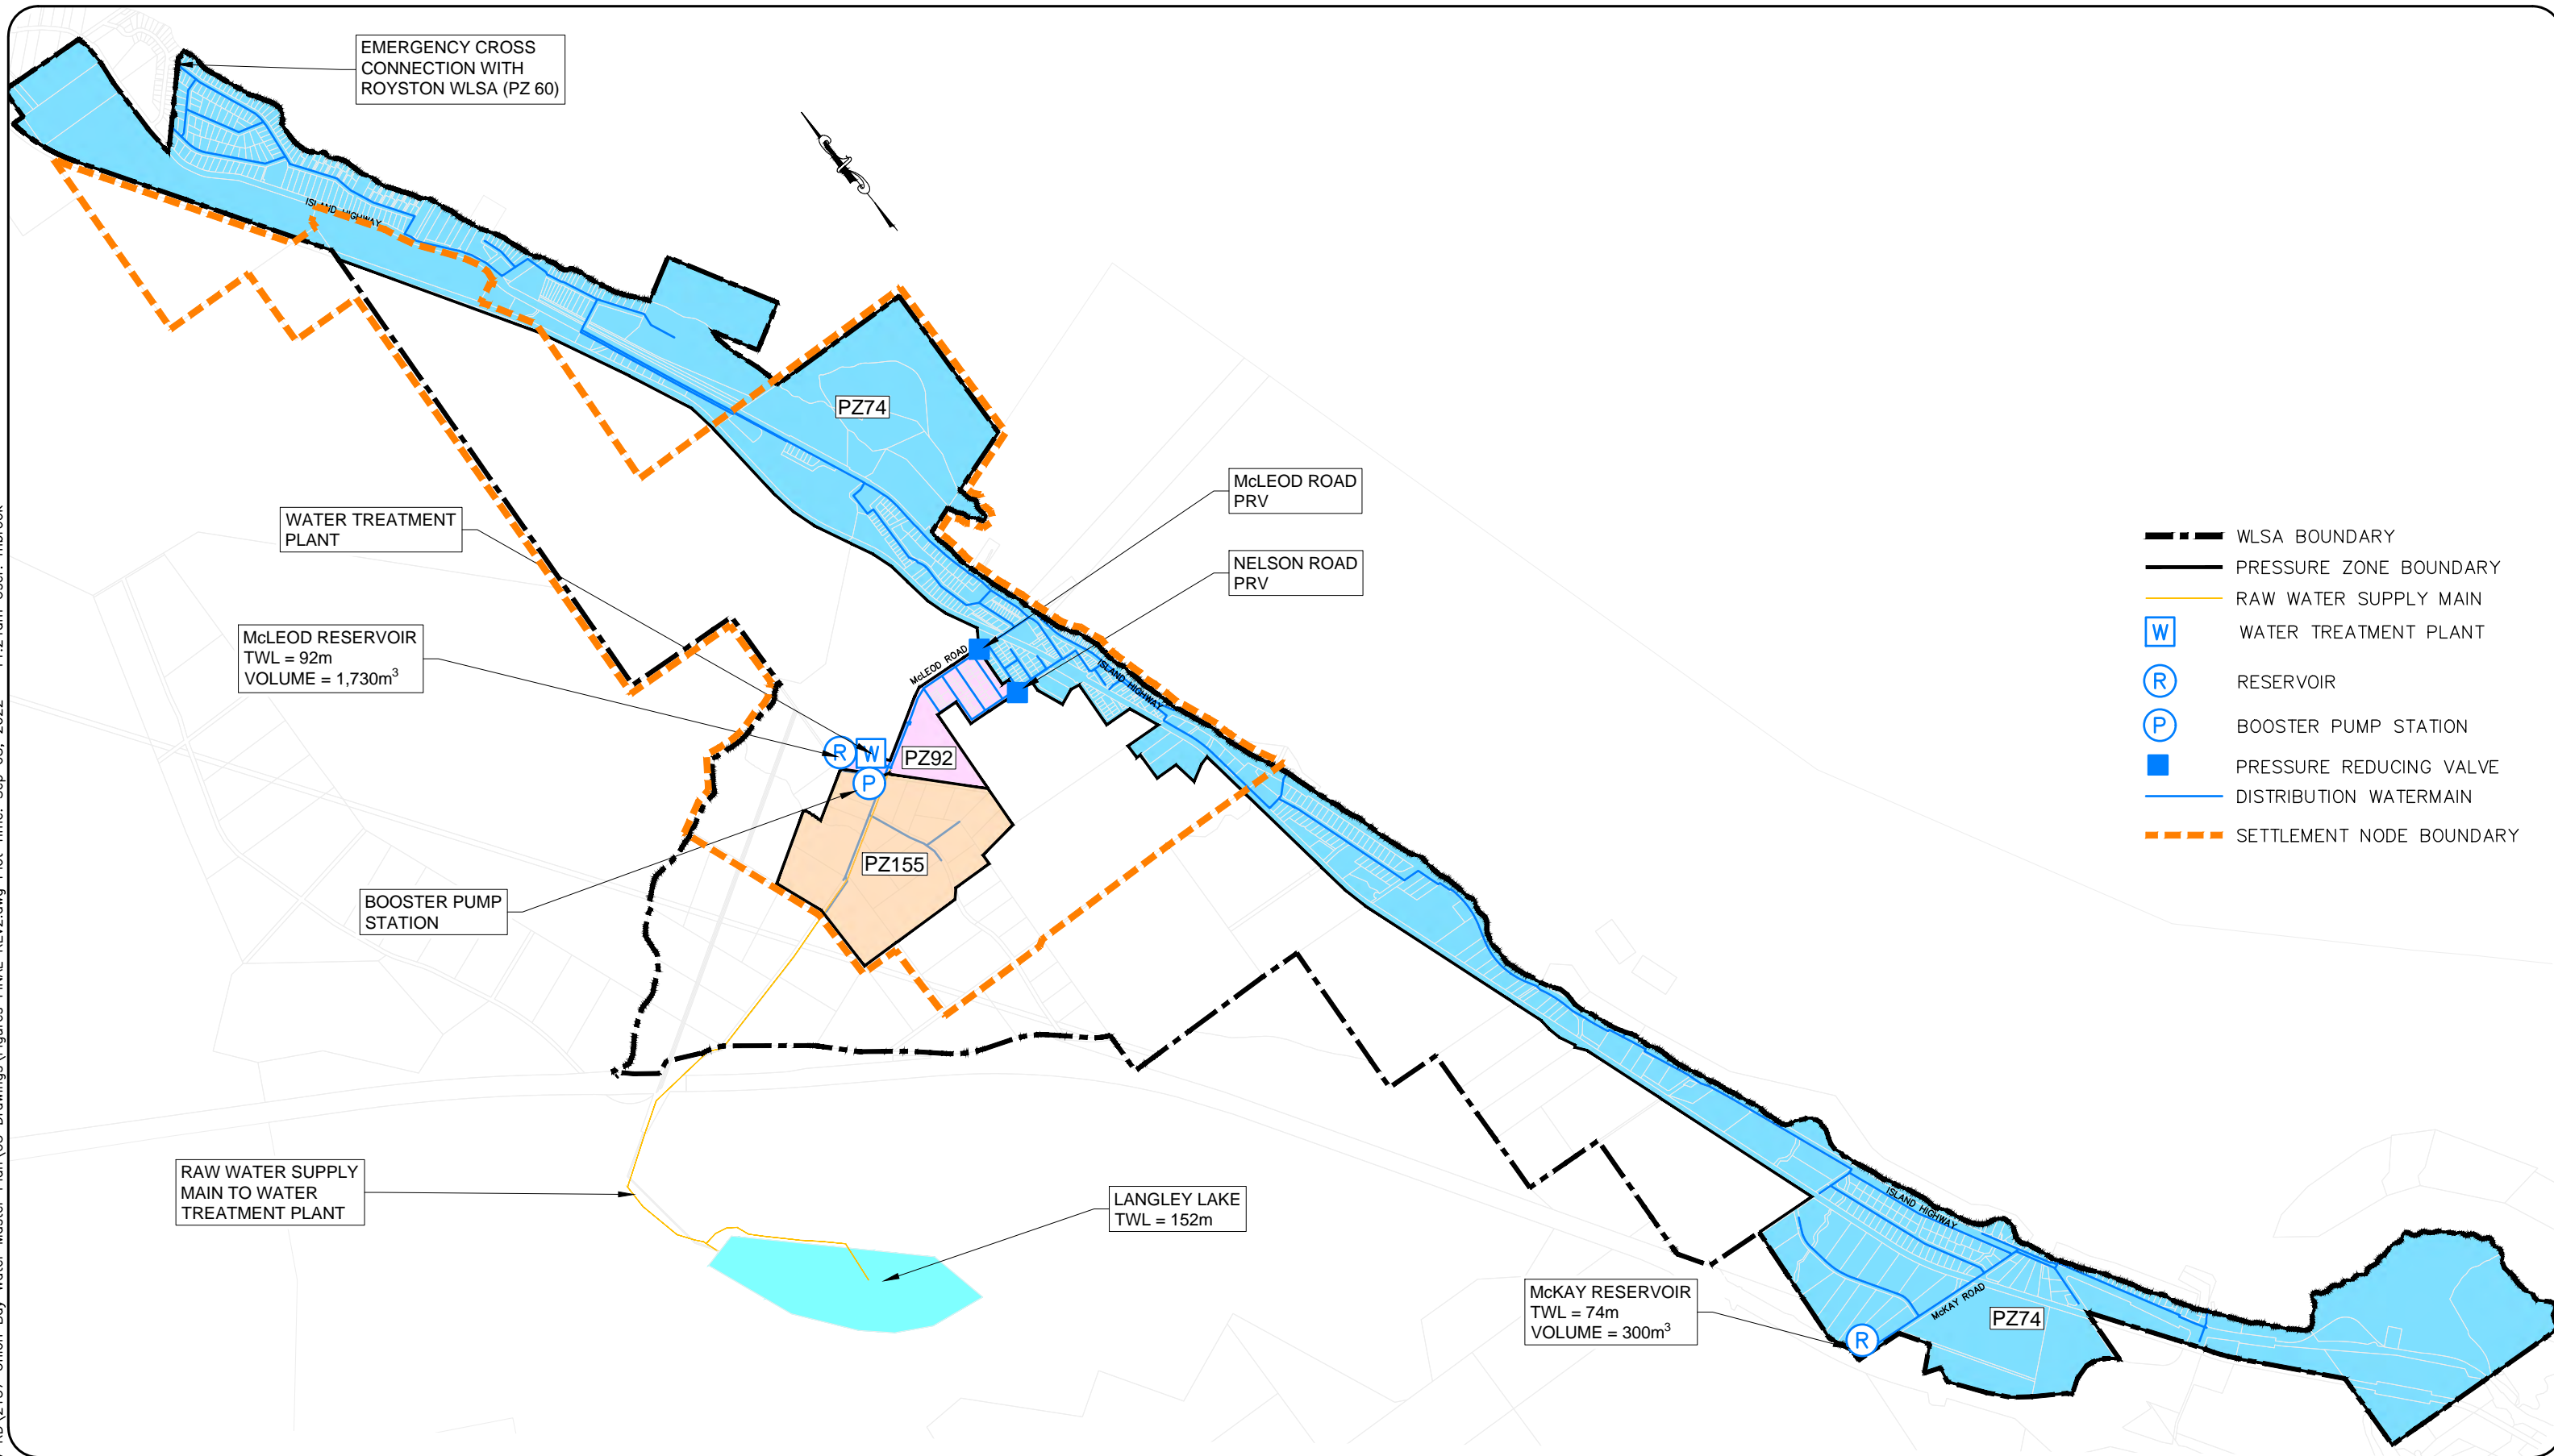 EMERGENCY CROSS
CONNECTION WITH
ROYSTON WLSA (PZ 60)
ISLAND HIGHWAY
PZ74
McLEOD ROAD
PRV
WATER TREATMENT
PLANT
NELSON ROAD
PRV
McLEOD RESERVOIR
TWL = 92m
VOLUME = 1,730m³
McLEOD ROAD
ISLAND HIGHWAY
R
W
PZ92
P
PZ155
BOOSTER PUMP
STATION
WLSA BOUNDARY
PRESSURE ZONE BOUNDARY
RAW WATER SUPPLY MAIN
W WATER TREATMENT PLANT
R RESERVOIR
P BOOSTER PUMP STATION
PRESSURE REDUCING VALVE
DISTRIBUTION WATERMAIN
SETTLEMENT NODE BOUNDARY
RAW WATER SUPPLY
MAIN TO WATER
TREATMENT PLANT
LANGLEY LAKE
TWL = 152m
ISLAND HIGHWAY
McKAY RESERVOIR
TWL = 74m
VOLUME = 300m³
McKAY ROAD
PZ74
R